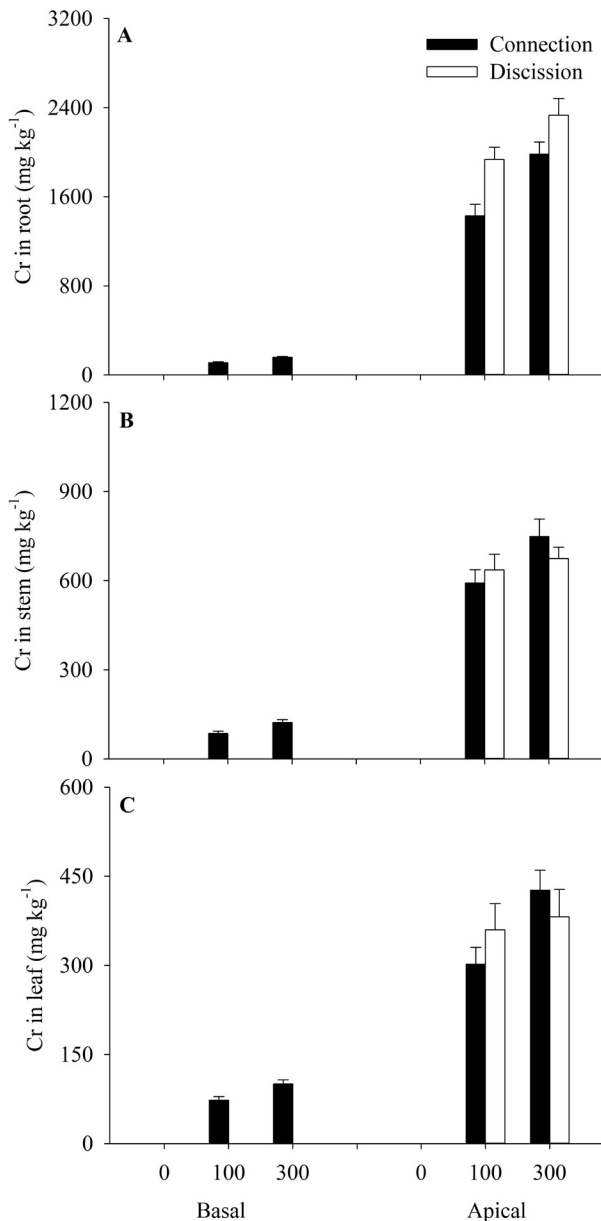 A
Connection
Discission
3200
2400
1600
800
0
Cr in root (mg kg⁻¹)
B
1200
900
600
300
0
Cr in stem (mg kg⁻¹)
C
600
450
300
150
0
Cr in leaf (mg kg⁻¹)
0 100 300 0 100 300
Basal Apical